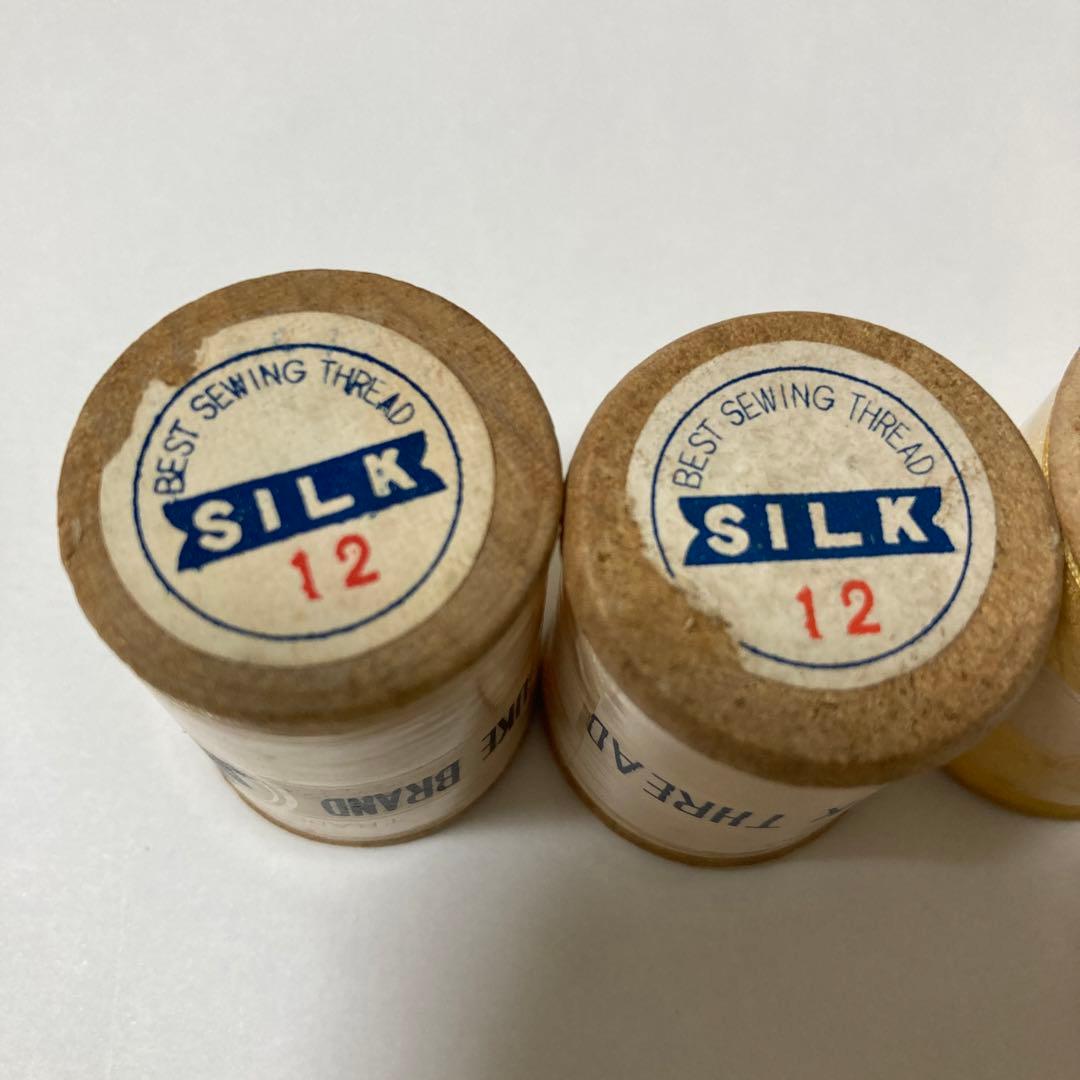 BEST SEWING THREAD
SILK
12
BRAND
BEST SEWING THREAD
SILK
12
THREAD